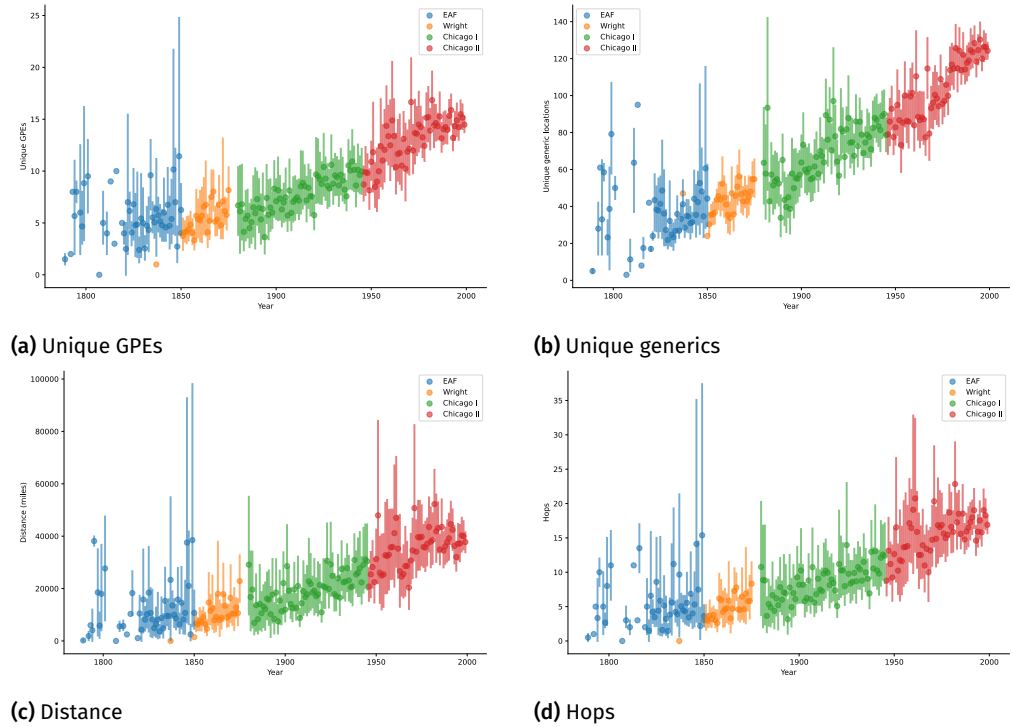 25
20
15
10
5
0
Unique GPEs
1800
1850
1900
1950
2000
Year
EAF
Wright
Chicago I
Chicago II
(a) Unique GPEs
140
120
100
80
60
40
20
0
Unique generic locations
1800
1850
1900
1950
2000
Year
EAF
Wright
Chicago I
Chicago II
(b) Unique generics
100000
80000
60000
40000
20000
0
Distance (miles)
1800
1850
1900
1950
2000
Year
EAF
Wright
Chicago I
Chicago II
(c) Distance
35
30
25
20
15
10
5
0
Hops
1800
1850
1900
1950
2000
Year
EAF
Wright
Chicago I
Chicago II
(d) Hops